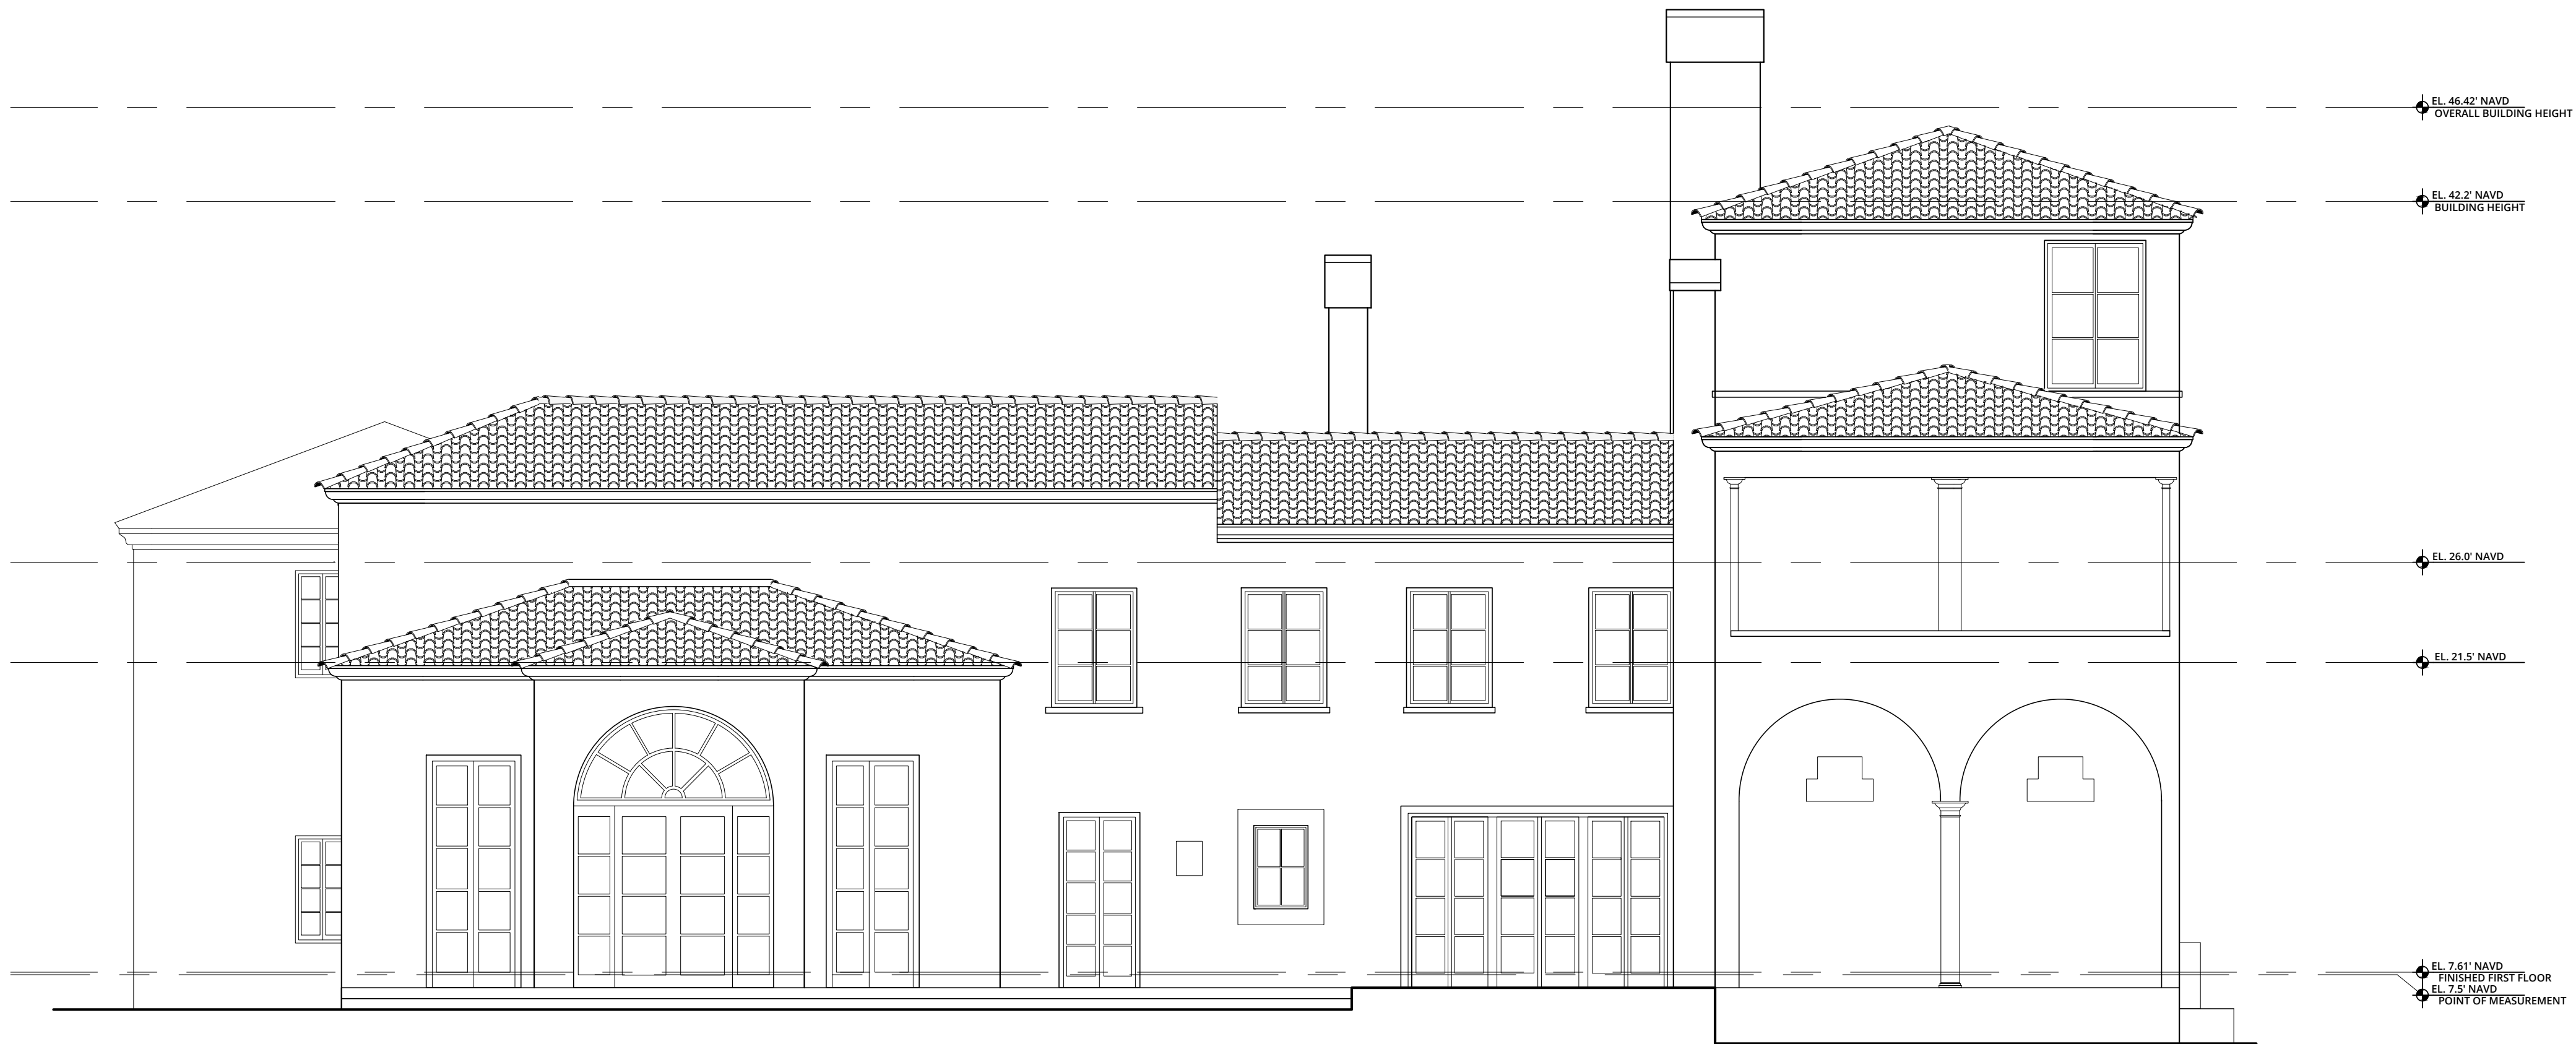 EL. 46.42' NAVD
OVERALL BUILDING HEIGHT
EL. 42.2' NAVD
BUILDING HEIGHT
EL. 26.0' NAVD
EL. 21.5' NAVD
EL. 7.61' NAVD
FINISHED FIRST FLOOR
EL. 7.5' NAVD
POINT OF MEASUREMENT